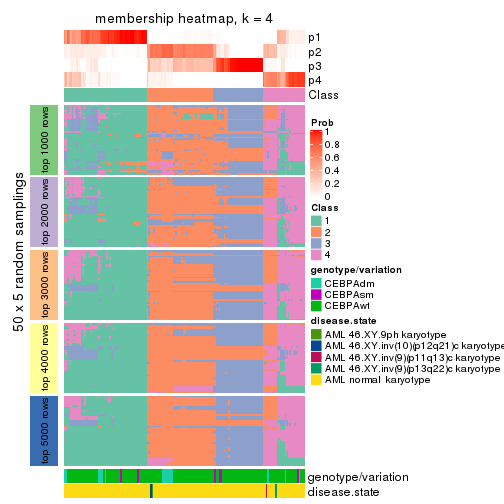 membership heatmap, k = 4
p1
p2
p3
p4
Class
50 x 5 random samplings
top 1000 rows
top 2000 rows
top 3000 rows
top 4000 rows
top 5000 rows
Prob
1
0.8
0.6
0.4
0.2
0
Class
1
2
3
4
genotype/variation
CEBPAdm
CEBPAsm
CEBPAwt
disease.state
AML 46,XY,9ph karyotype
AML 46,XY,inv(10)(p12q21)c karyotype
AML 46,XY,inv(9)(p11q13)c karyotype
AML 46,XY,inv(9)(p13q22)c karyotype
AML normal karyotype
genotype/variation
disease.state